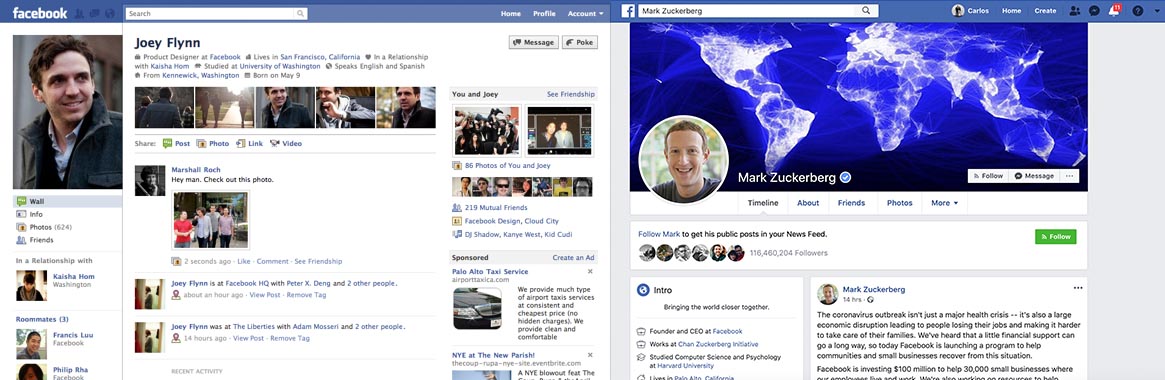 facebook
Search
Home
Profile
Account
Joey Flynn
Message
Poke
Product Designer at Facebook
Lives in San Francisco, California
In a Relationship
with Kaisha Hom
Studied at University of Washington
Speaks English and Spanish
From Kennewick, Washington
Born on May 9
Share:
Post
Photo
Link
Video
Marshall Roch
Hey man. Check out this photo.
2 seconds ago · Like · Comment · See Friendship
Joey Flynn is at Facebook HQ with Peter X. Deng and 2 other people.
about an hour ago · View Post · Remove Tag
Joey Flynn was at The Liberties with Adam Mosseri and 2 other people.
14 hours ago · View Post · Remove Tag
RECENT ACTIVITY
Wall
Info
Photos (624)
Friends
In a Relationship with
Kaisha Hom
Washington
Roommates (3)
Francis Luu
Facebook
Philip Rha
Facebook
You and Joey
See Friendship
86 Photos of You and Joey
219 Mutual Friends
Facebook Design, Cloud City
DJ Shadow, Kanye West, Kid Cudi
Sponsored
Create an Ad
Palo Alto Taxi Service
airporttaxica.com
We provide much
type of airport
taxis services
at consistent and
cheapest price (no
hidden charges). We
provide clean and
comfortable
NYE at The New Parish!
thecoup-rupa-nye-site.eventbrite.com
An NYE blowout feat The
Mark Zuckerberg
Carlos
Home
Create
11
Mark Zuckerberg
Follow
Message
Timeline
About
Friends
Photos
More
Follow Mark to get his public posts in your News Feed.
116,460,204 Followers
Follow
Intro
Bringing the world closer together.
Founder and CEO at Facebook
Works at Chan Zuckerberg Initiative
Studied Computer Science and Psychology
at Harvard University
Lives in Palo Alto, California
Mark Zuckerberg
14 hrs ·
The coronavirus outbreak isn't just a major health crisis -- it's also a large
economic disruption leading to people losing their jobs and making it harder
to take care of their families. We've heard that a little financial support can
go a long way, so today Facebook is launching a program to help
communities and small businesses recover from this situation.
Facebook is investing $100 million to help 30,000 small businesses where
our employees live and work. We're also working on resources to help